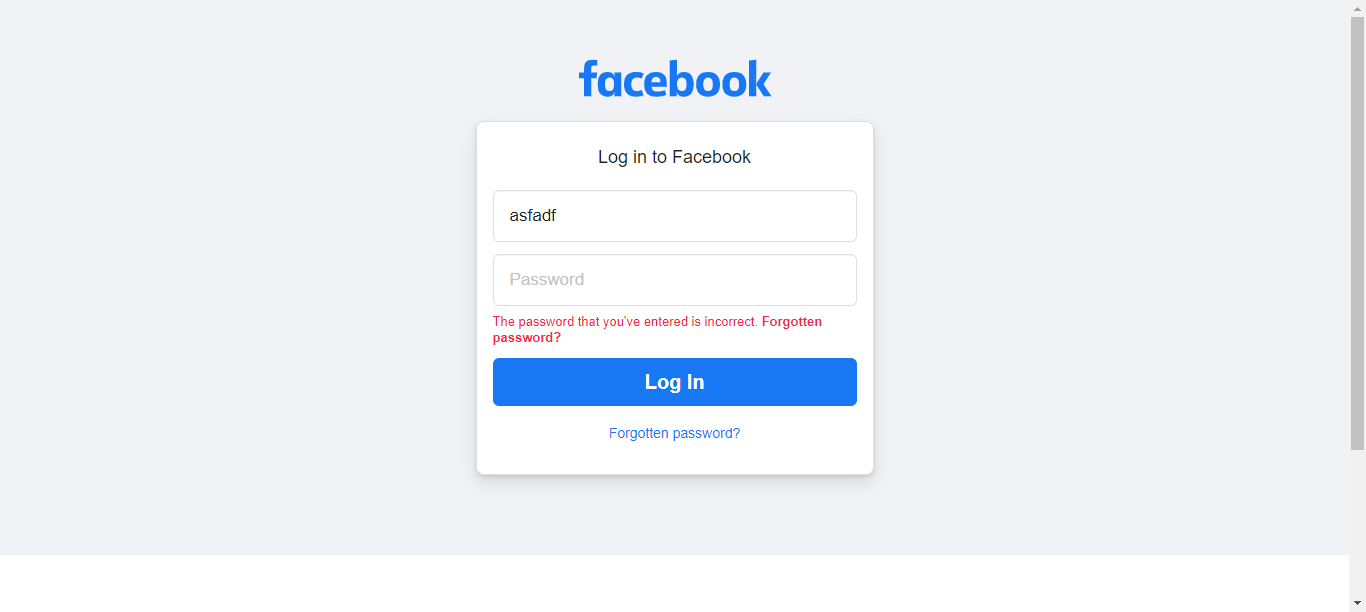 facebook
Log in to Facebook
asfadf
Password
The password that you've entered is incorrect. Forgotten
password?
Log In
Forgotten password?